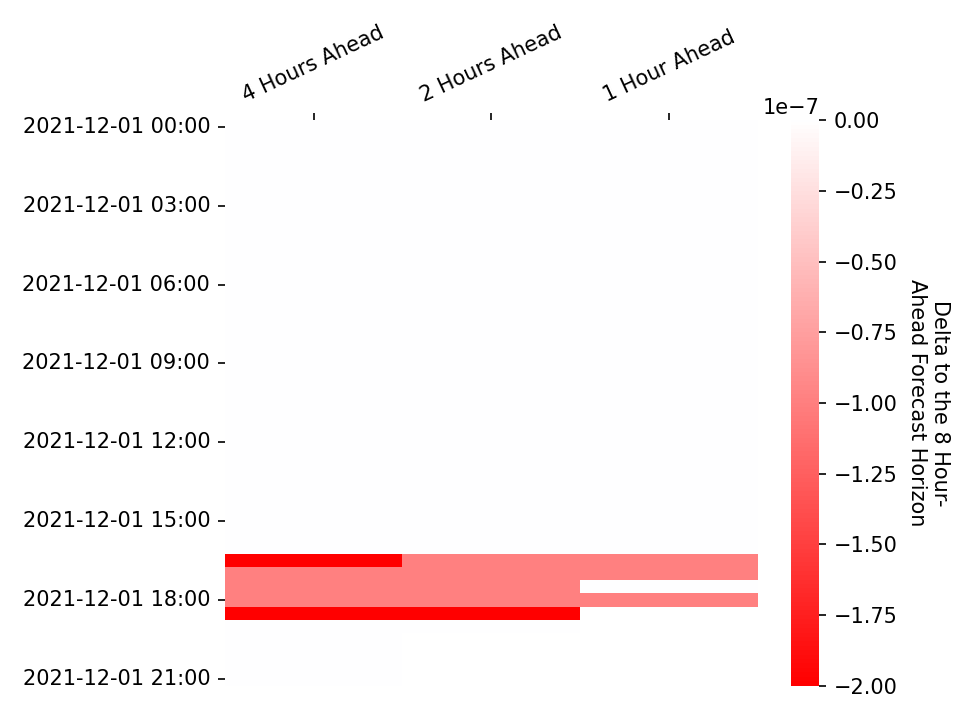 4 Hours Ahead
2 Hours Ahead
1 Hour Ahead
1e−7
2021-12-01 00:00
2021-12-01 03:00
2021-12-01 06:00
2021-12-01 09:00
2021-12-01 12:00
2021-12-01 15:00
2021-12-01 18:00
2021-12-01 21:00
0.00
−0.25
−0.50
−0.75
−1.00
−1.25
−1.50
−1.75
−2.00
Delta to the 8 Hour-
Ahead Forecast Horizon